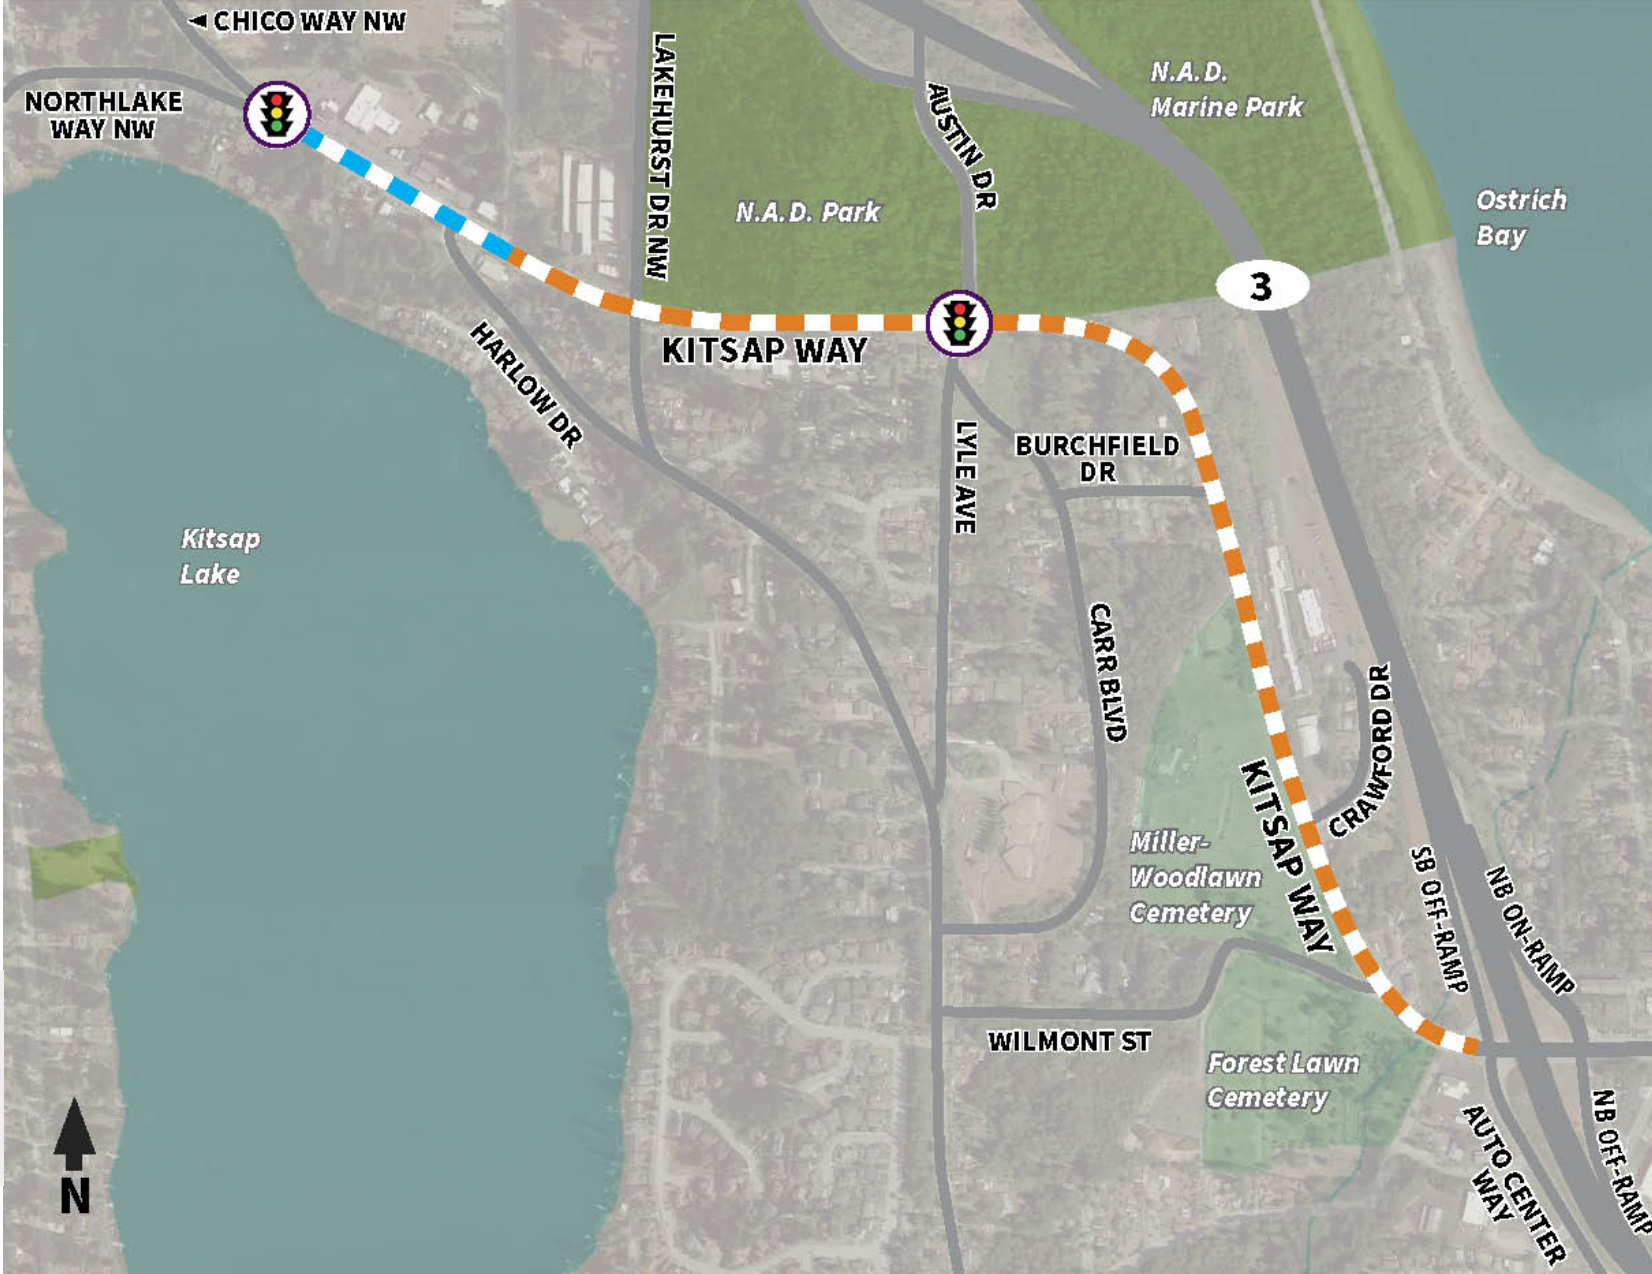 CHICO WAY NW
NORTHLAKE
WAY NW
LAKEHURST DR NW
AUSTIN DR
N.A.D.
Marine Park
N.A.D. Park
Ostrich
Bay
3
KITSAP WAY
HARLOW DR
LYLE AVE
BURCHFIELD
DR
Kitsap
Lake
CARR BLVD
CRAWFORD DR
KITSAP WAY
Miller-
Woodlawn
Cemetery
SB OFF-RAMP
NB ON-RAMP
WILMONT ST
Forest Lawn
Cemetery
AUTO CENTER
WAY
NB OFF-RAMP
N